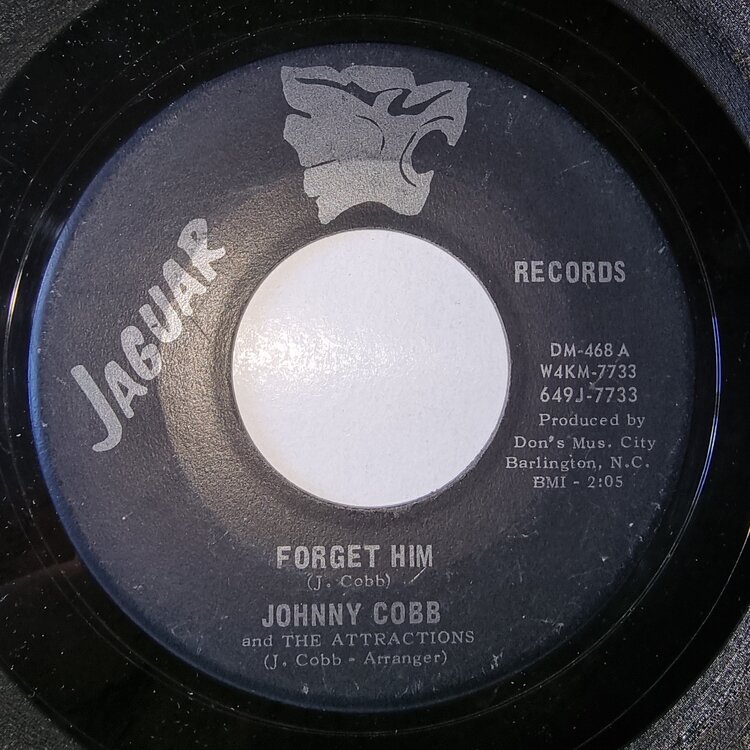 JAGUAR
RECORDS
DM-468 A
W4KM-7733
649J-7733
Produced by
Don's Mus. City
Barlington, N.C.
BMI - 2:05
FORGET HIM
(J. Cobb)
JOHNNY COBB
and THE ATTRACTIONS
(J. Cobb - Arranger)